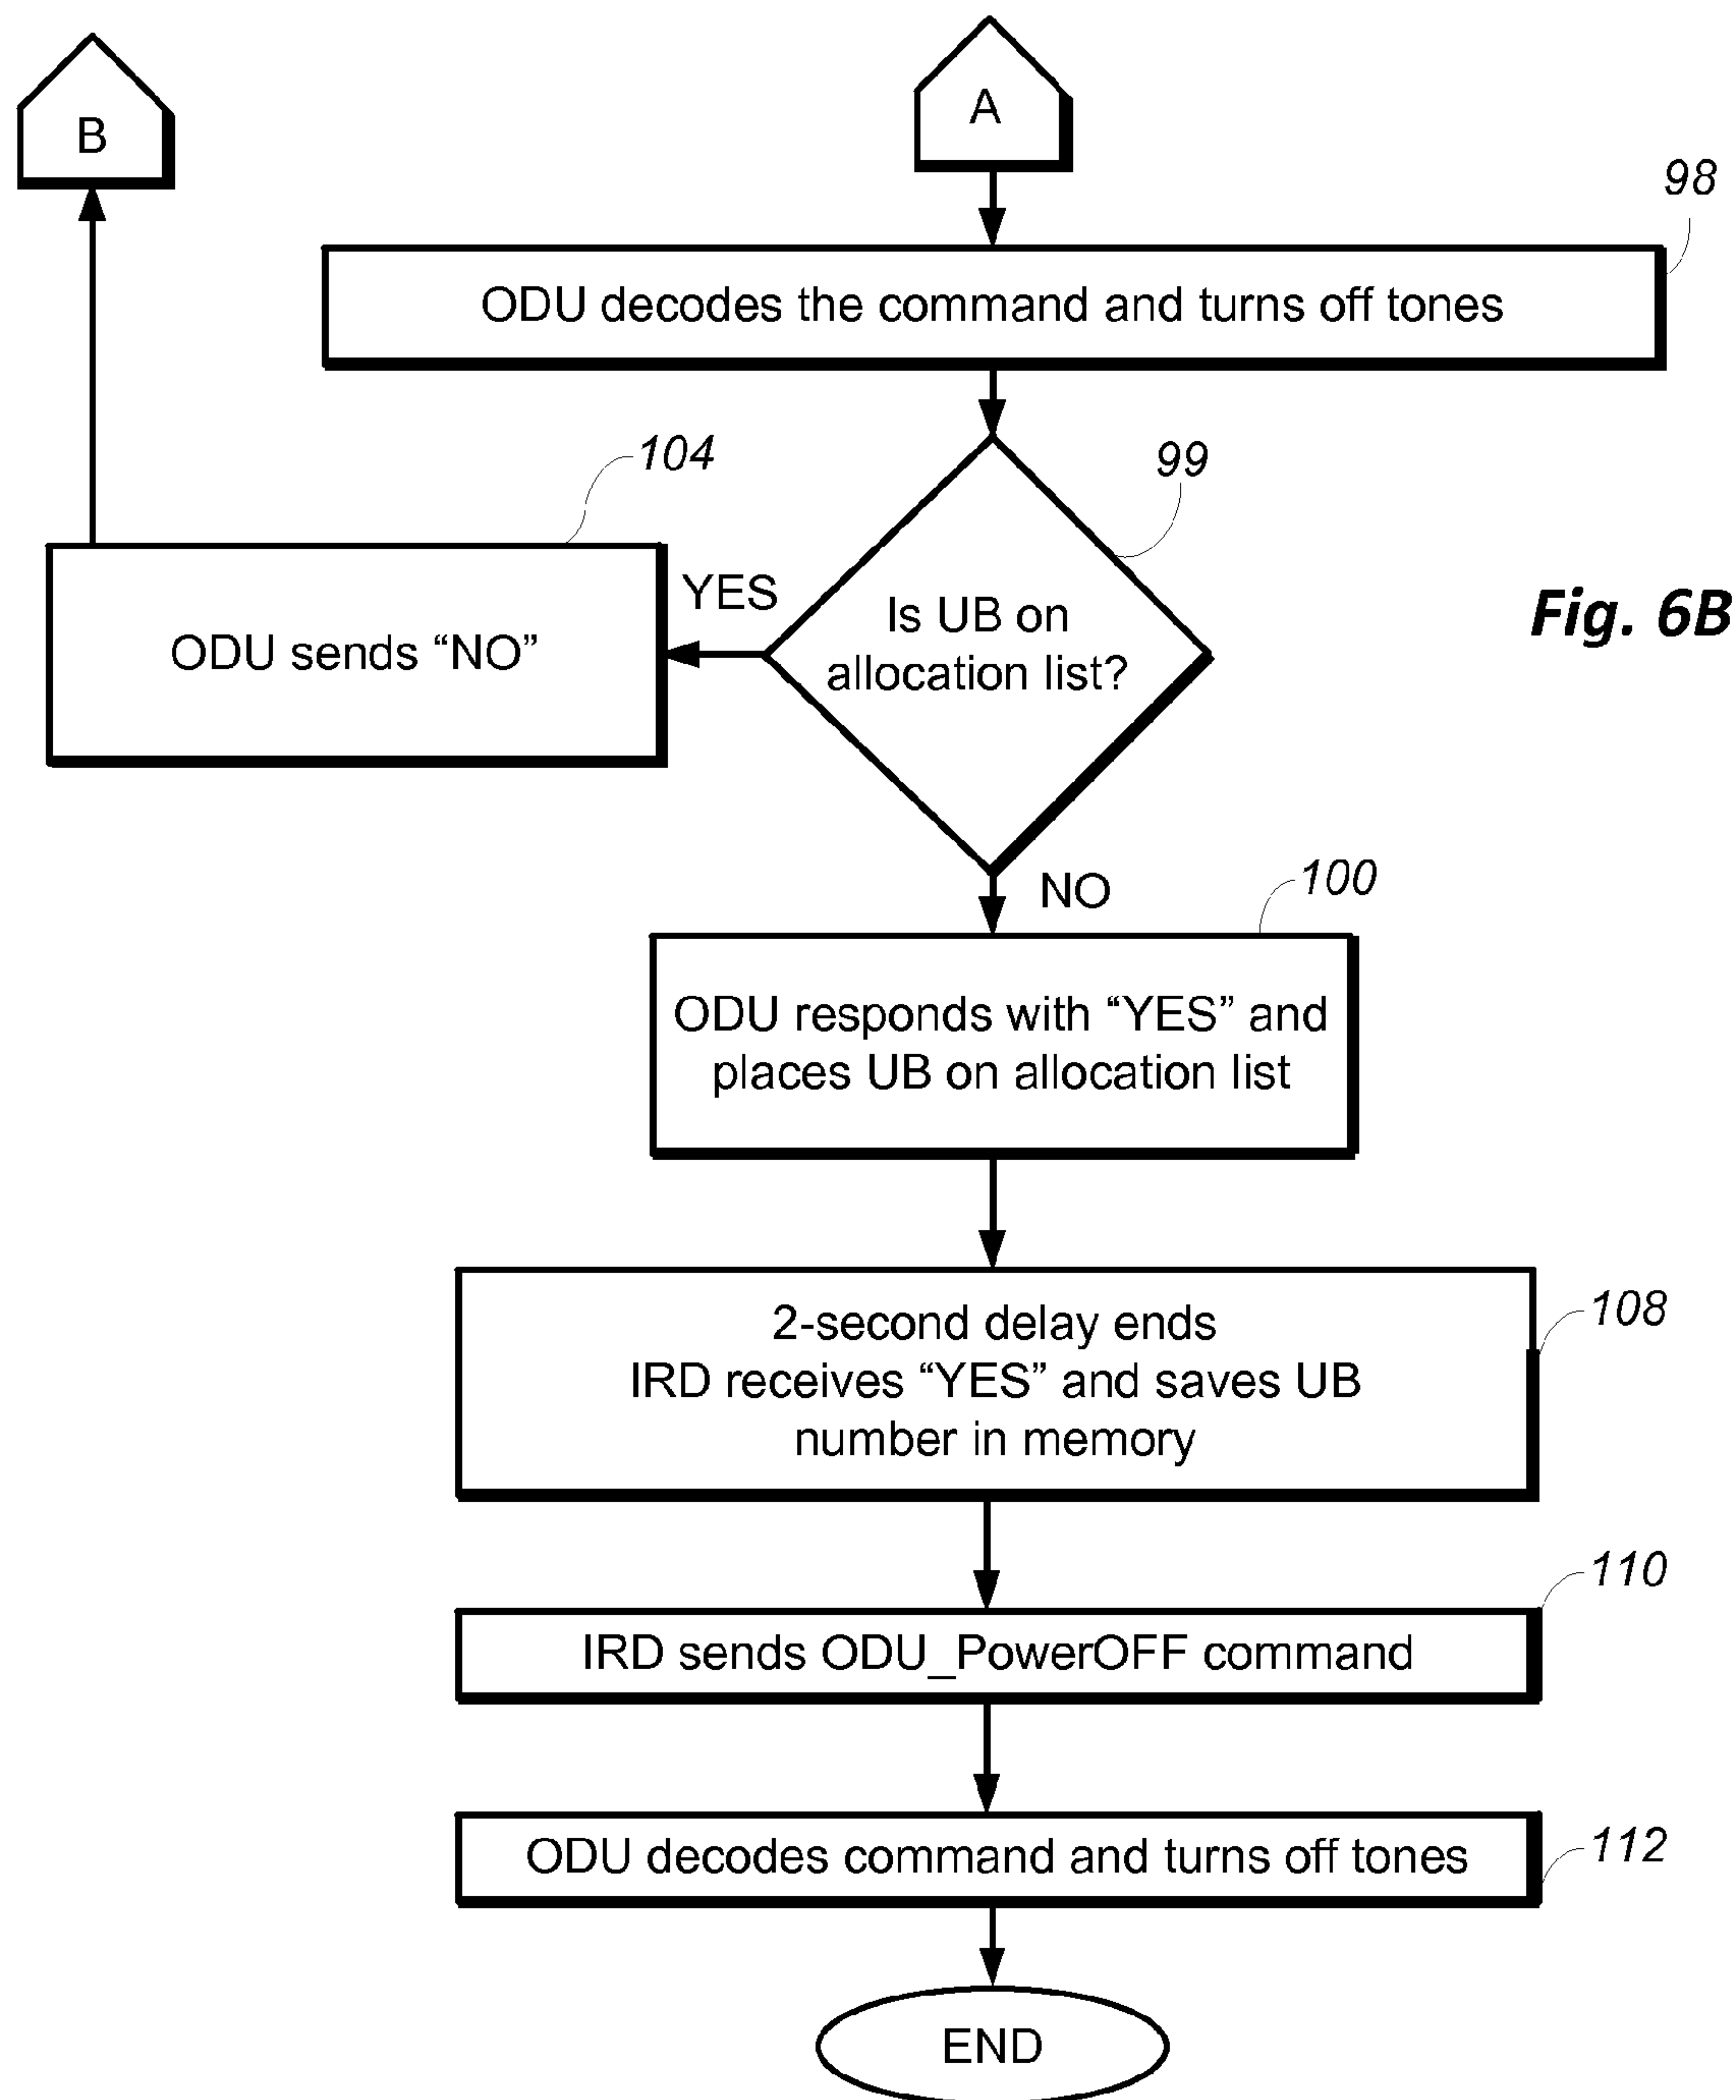 B
A
98
ODU decodes the command and turns off tones
104
99
YES
Is UB on
allocation list?
ODU sends “NO”
Fig. 6B
NO
100
ODU responds with “YES” and
places UB on allocation list
2-second delay ends
IRD receives “YES” and saves UB
number in memory
108
110
IRD sends ODU_PowerOFF command
ODU decodes command and turns off tones
112
END